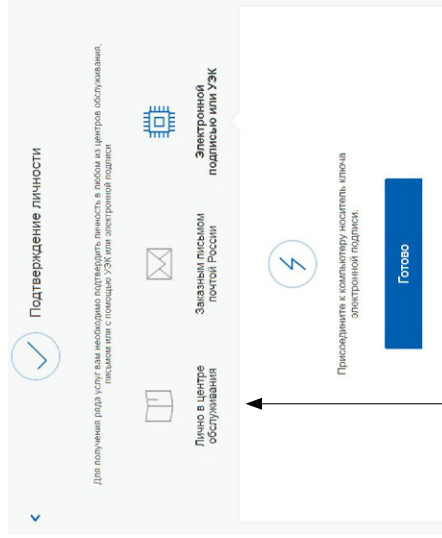 Подтверждение личности
Для получения ряда услуг вам необходимо подтвердить личность в любом из центров обслуживания,
письмом или с помощью УЭК или электронной подписи
Лично в центре
обслуживания
Заказным письмом
почтой России
Электронной
подписью или УЭК
Присоедините к компьютеру носитель ключа
электронной подписи.
Готово